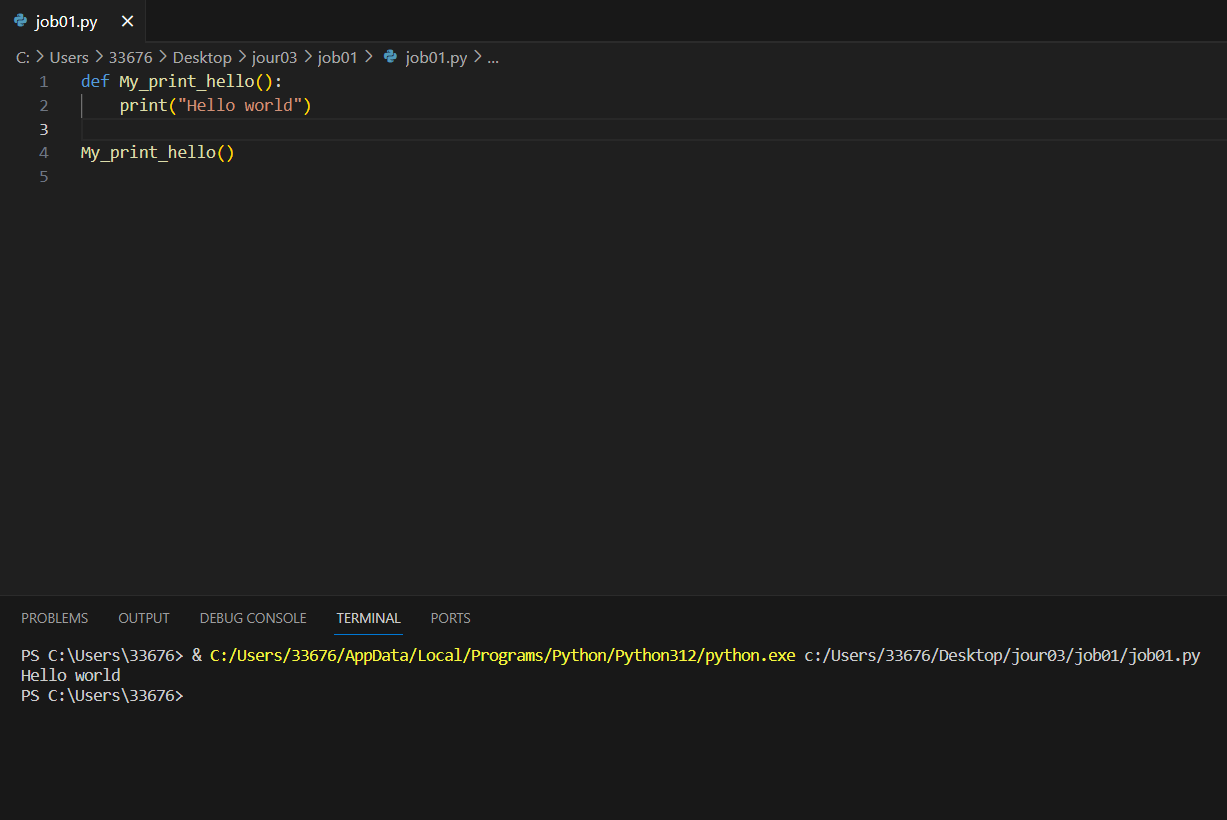 job01.py
C: > Users > 33676 > Desktop > jour03 > job01 > job01.py > ...
1 def My_print_hello():
2     print("Hello world")
3
4 My_print_hello()
5
PROBLEMS OUTPUT DEBUG CONSOLE TERMINAL PORTS
PS C:\Users\33676> & C:/Users/33676/AppData/Local/Programs/Python/Python312/python.exe c:/Users/33676/Desktop/jour03/job01/job01.py
Hello world
PS C:\Users\33676>